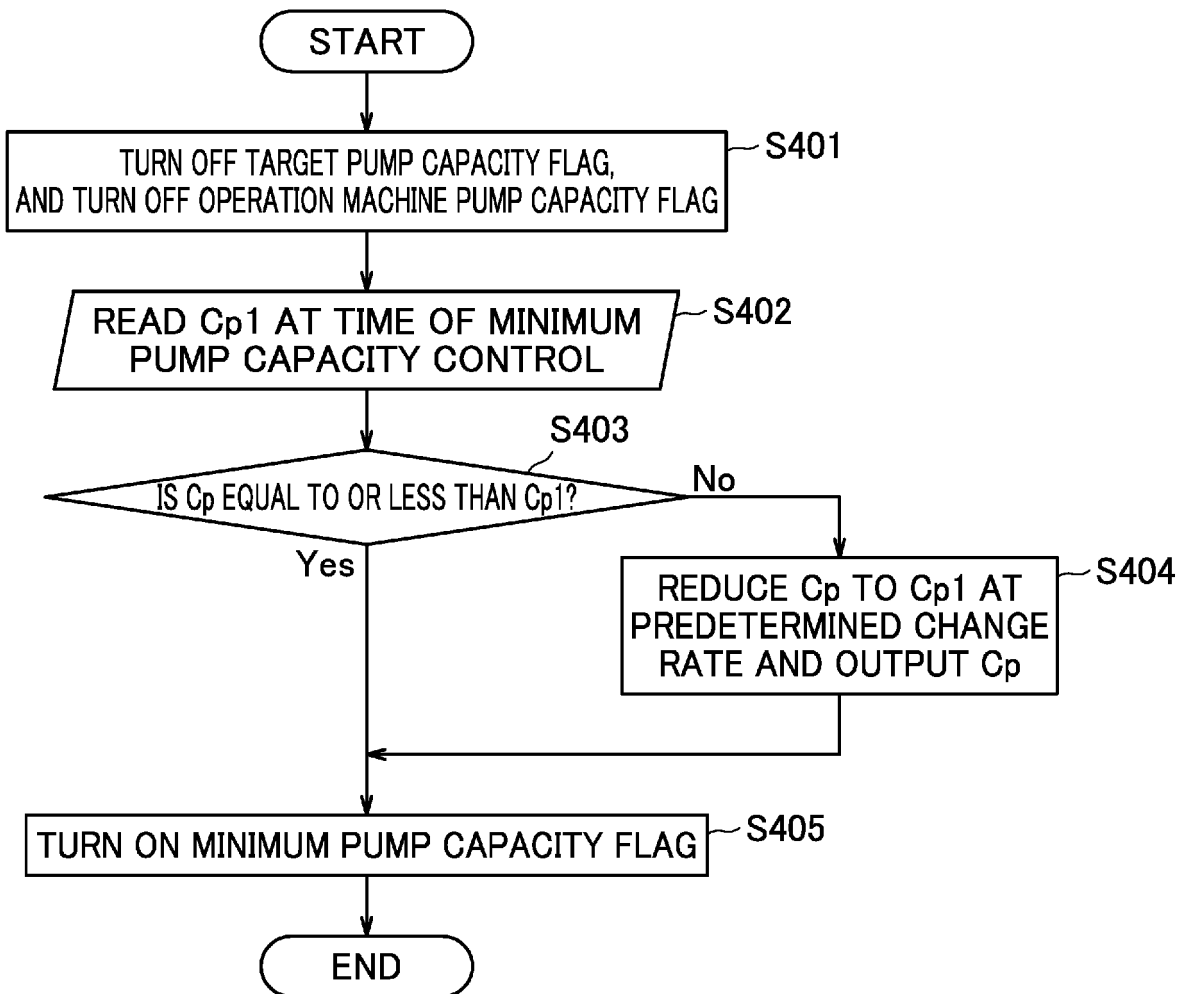 START
TURN OFF TARGET PUMP CAPACITY FLAG,
AND TURN OFF OPERATION MACHINE PUMP CAPACITY FLAG
S401
READ Cp1 AT TIME OF MINIMUM
PUMP CAPACITY CONTROL
S402
S403
IS Cp EQUAL TO OR LESS THAN Cp1?
No
Yes
REDUCE Cp TO Cp1 AT
PREDETERMINED CHANGE
RATE AND OUTPUT Cp
S404
TURN ON MINIMUM PUMP CAPACITY FLAG
S405
END